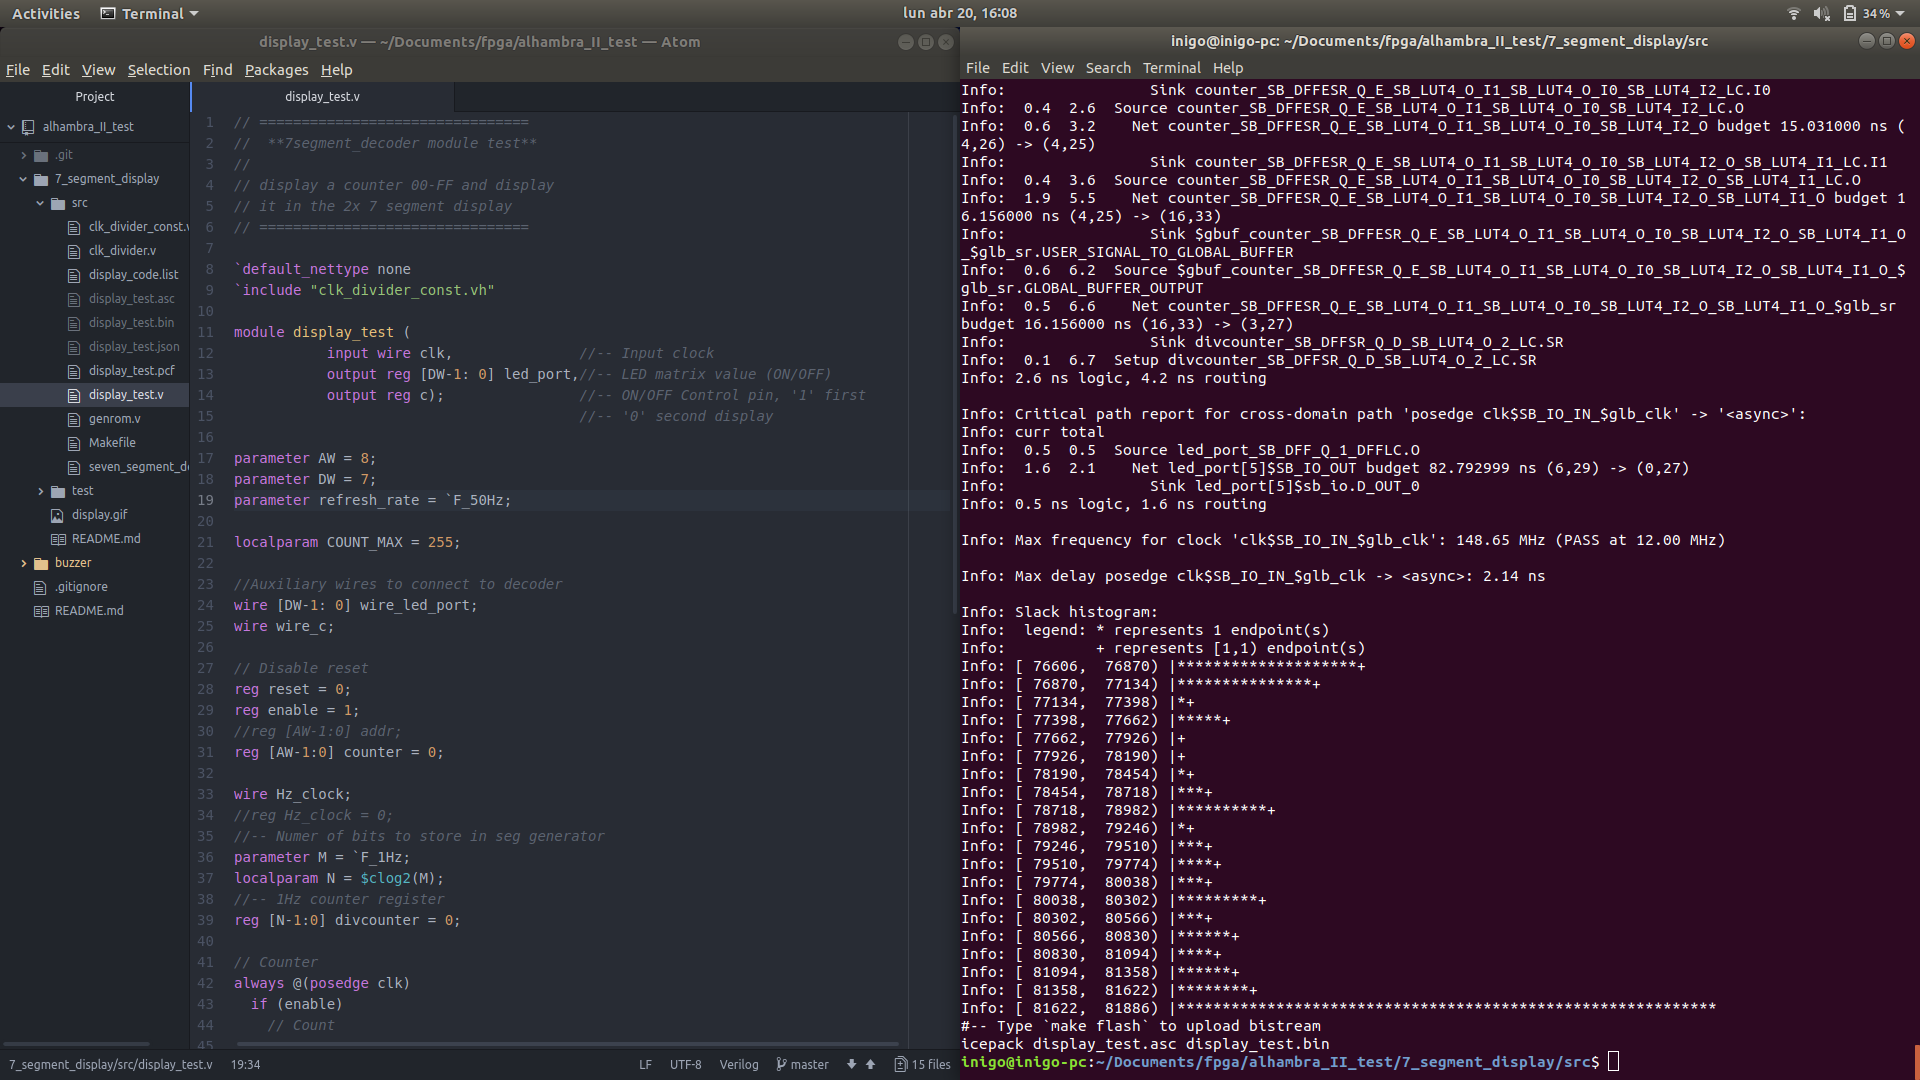 Activities
Terminal
lun abr 20, 16:08
34%
display_test.v — ~/Documents/fpga/alhambra_II_test — Atom
File Edit View Selection Find Packages Help
Project
alhambra_II_test
.git
7_segment_display
src
clk_divider_const.v
clk_divider.v
display_code.list
display_test.asc
display_test.bin
display_test.json
display_test.pcf
display_test.v
genrom.v
Makefile
seven_segment_de
test
display.gif
README.md
buzzer
.gitignore
README.md
display_test.v
1 // ================================
2 //  **7segment_decoder module test**
3 //
4 // display a counter 00-FF and display
5 // it in the 2x 7 segment display
6 // ================================
7
8 `default_nettype none
9 `include "clk_divider_const.vh"
10
11 module display_test (
12 input wire clk, //-- Input clock
13 output reg [DW-1: 0] led_port,//-- LED matrix value (ON/OFF)
14 output reg c); //-- ON/OFF Control pin, '1' first
15 //-- '0' second display
16
17 parameter AW = 8;
18 parameter DW = 7;
19 parameter refresh_rate = `F_50Hz;
20
21 localparam COUNT_MAX = 255;
22
23 //Auxiliary wires to connect to decoder
24 wire [DW-1: 0] wire_led_port;
25 wire wire_c;
26
27 // Disable reset
28 reg reset = 0;
29 reg enable = 1;
30 //reg [AW-1:0] addr;
31 reg [AW-1:0] counter = 0;
32
33 wire Hz_clock;
34 //reg Hz_clock = 0;
35 //-- Numer of bits to store in seg generator
36 parameter M = `F_1Hz;
37 localparam N = $clog2(M);
38 //-- 1Hz counter register
39 reg [N-1:0] divcounter = 0;
40
41 // Counter
42 always @(posedge clk)
43 if (enable)
44 // Count
45
7_segment_display/src/display_test.v 19:34
LF UTF-8 Verilog master 15 files
inigo@inigo-pc: ~/Documents/fpga/alhambra_II_test/7_segment_display/src
File Edit View Search Terminal Help
Info: Sink counter_SB_DFFESR_Q_E_SB_LUT4_O_I1_SB_LUT4_O_I0_SB_LUT4_I2_LC.I0
Info:  0.4  2.6  Source counter_SB_DFFESR_Q_E_SB_LUT4_O_I1_SB_LUT4_O_I0_SB_LUT4_I2_LC.O
Info:  0.6  3.2    Net counter_SB_DFFESR_Q_E_SB_LUT4_O_I1_SB_LUT4_O_I0_SB_LUT4_I2_O budget 15.031000 ns (
4,26) -> (4,25)
Info: Sink counter_SB_DFFESR_Q_E_SB_LUT4_O_I1_SB_LUT4_O_I0_SB_LUT4_I2_O_SB_LUT4_I1_LC.I1
Info:  0.4  3.6  Source counter_SB_DFFESR_Q_E_SB_LUT4_O_I1_SB_LUT4_O_I0_SB_LUT4_I2_O_SB_LUT4_I1_LC.O
Info:  1.9  5.5    Net counter_SB_DFFESR_Q_E_SB_LUT4_O_I1_SB_LUT4_O_I0_SB_LUT4_I2_O_SB_LUT4_I1_O budget 1
6.156000 ns (4,25) -> (16,33)
Info: Sink $gbuf_counter_SB_DFFESR_Q_E_SB_LUT4_O_I1_SB_LUT4_O_I0_SB_LUT4_I2_O_SB_LUT4_I1_O
_$glb_sr.USER_SIGNAL_TO_GLOBAL_BUFFER
Info:  0.6  6.2  Source $gbuf_counter_SB_DFFESR_Q_E_SB_LUT4_O_I1_SB_LUT4_O_I0_SB_LUT4_I2_O_SB_LUT4_I1_O_$
glb_sr.GLOBAL_BUFFER_OUTPUT
Info:  0.5  6.6    Net counter_SB_DFFESR_Q_E_SB_LUT4_O_I1_SB_LUT4_O_I0_SB_LUT4_I2_O_SB_LUT4_I1_O_$glb_sr
budget 16.156000 ns (16,33) -> (3,27)
Info: Sink divcounter_SB_DFFSR_Q_D_SB_LUT4_O_2_LC.SR
Info:  0.1  6.7  Setup divcounter_SB_DFFSR_Q_D_SB_LUT4_O_2_LC.SR
Info: 2.6 ns logic, 4.2 ns routing
Info: Critical path report for cross-domain path 'posedge clk$SB_IO_IN_$glb_clk' -> '<async>':
Info: curr total
Info:  0.5  0.5  Source led_port_SB_DFF_Q_1_DFFLC.O
Info:  1.6  2.1    Net led_port[5]$SB_IO_OUT budget 82.792999 ns (6,29) -> (0,27)
Info: Sink led_port[5]$sb_io.D_OUT_0
Info: 0.5 ns logic, 1.6 ns routing
Info: Max frequency for clock 'clk$SB_IO_IN_$glb_clk': 148.65 MHz (PASS at 12.00 MHz)
Info: Max delay posedge clk$SB_IO_IN_$glb_clk -> <async>: 2.14 ns
Info: Slack histogram:
Info:  legend: * represents 1 endpoint(s)
Info:          + represents [1,1) endpoint(s)
Info: [ 76606,  76870) |********************+
Info: [ 76870,  77134) |***************+
Info: [ 77134,  77398) |*+
Info: [ 77398,  77662) |*****+
Info: [ 77662,  77926) |+
Info: [ 77926,  78190) |+
Info: [ 78190,  78454) |*+
Info: [ 78454,  78718) |***+
Info: [ 78718,  78982) |**********+
Info: [ 78982,  79246) |*+
Info: [ 79246,  79510) |***+
Info: [ 79510,  79774) |****+
Info: [ 79774,  80038) |***+
Info: [ 80038,  80302) |*********+
Info: [ 80302,  80566) |***+
Info: [ 80566,  80830) |******+
Info: [ 80830,  81094) |****+
Info: [ 81094,  81358) |******+
Info: [ 81358,  81622) |********+
Info: [ 81622,  81886) |************************************************************
#-- Type `make flash` to upload bistream
icepack display_test.asc display_test.bin
inigo@inigo-pc:~/Documents/fpga/alhambra_II_test/7_segment_display/src$